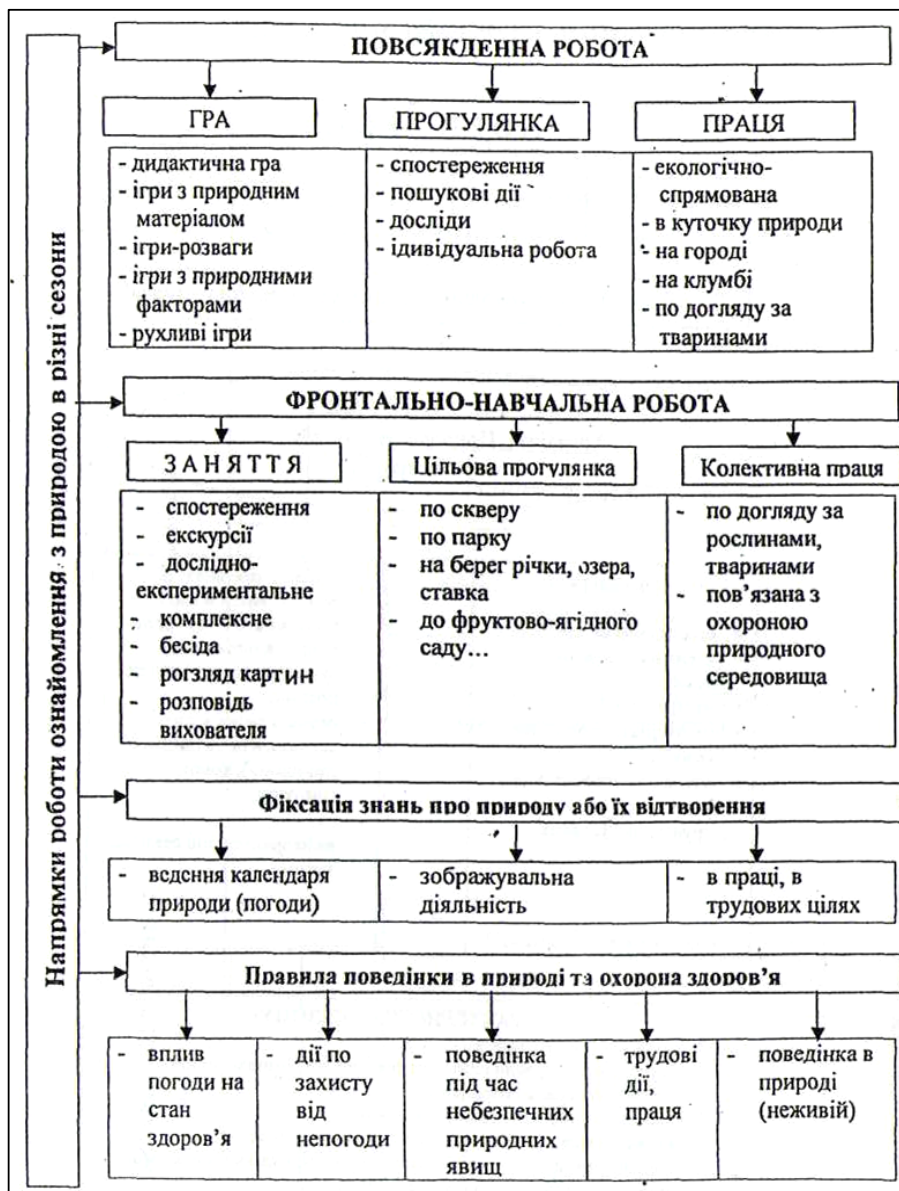 Напрямки роботи ознайомлення з природою в різні сезони
ПОВСЯКДЕННА РОБОТА
ГРА
- дидактична гра
- ігри з природним
матеріалом
- ігри-розваги
- ігри з природними
факторами
- рухливі ігри
ПРОГУЛЯНКА
- спостереження
- пошукові дії
- досліди
- ідивідуальна робота
ПРАЦЯ
- екологічно-
спрямована
- в куточку природи
- на городі
- на клумбі
- по догляду за
тваринами
ФРОНТАЛЬНО-НАВЧАЛЬНА РОБОТА
ЗАНЯТТЯ
- спостереження
- екскурсії
- дослідно-
експериментальне
- комплексне
- бесіда
- рогзляд картин
- розповідь
вихователя
Цільова прогулянка
- по скверу
- по парку
- на берег річки, озера,
ставка
- до фруктово-ягідного
саду...
Колективна праця
- по догляду за
рослинами,
тваринами
- пов’язана з
охороною
природного
середовища
Фіксація знань про природу або їх відтворення
- ведення календаря
природи (погоди)
- зображувальна
діяльність
- в праці, в
трудових цілях
Правила поведінки в природі та охорона здоров’я
- вплив
погоди на
стан
здоров’я
- дії по
захисту
від
непогоди
- поведінка
під час
небезпечних
природних
явищ
- трудові
дії,
праця
- поведінка в
природі
(неживій)